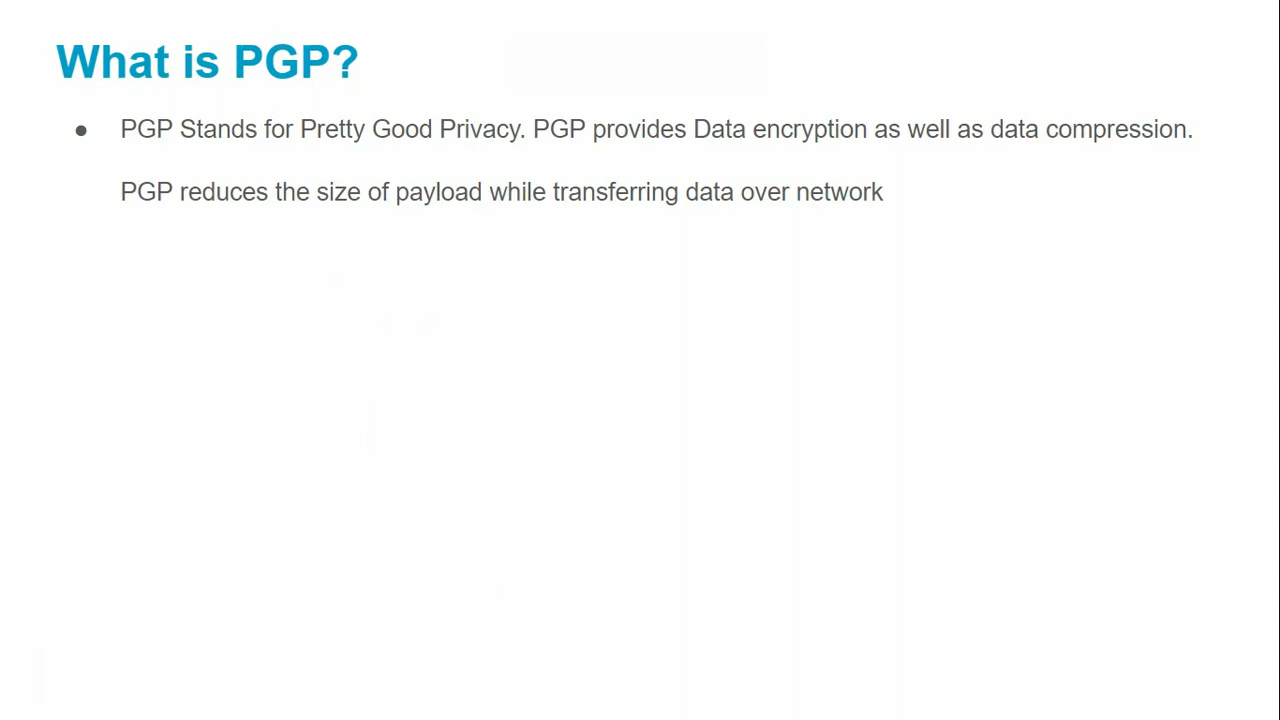 What is PGP?
● PGP Stands for Pretty Good Privacy. PGP provides Data encryption as well as data compression.
PGP reduces the size of payload while transferring data over network